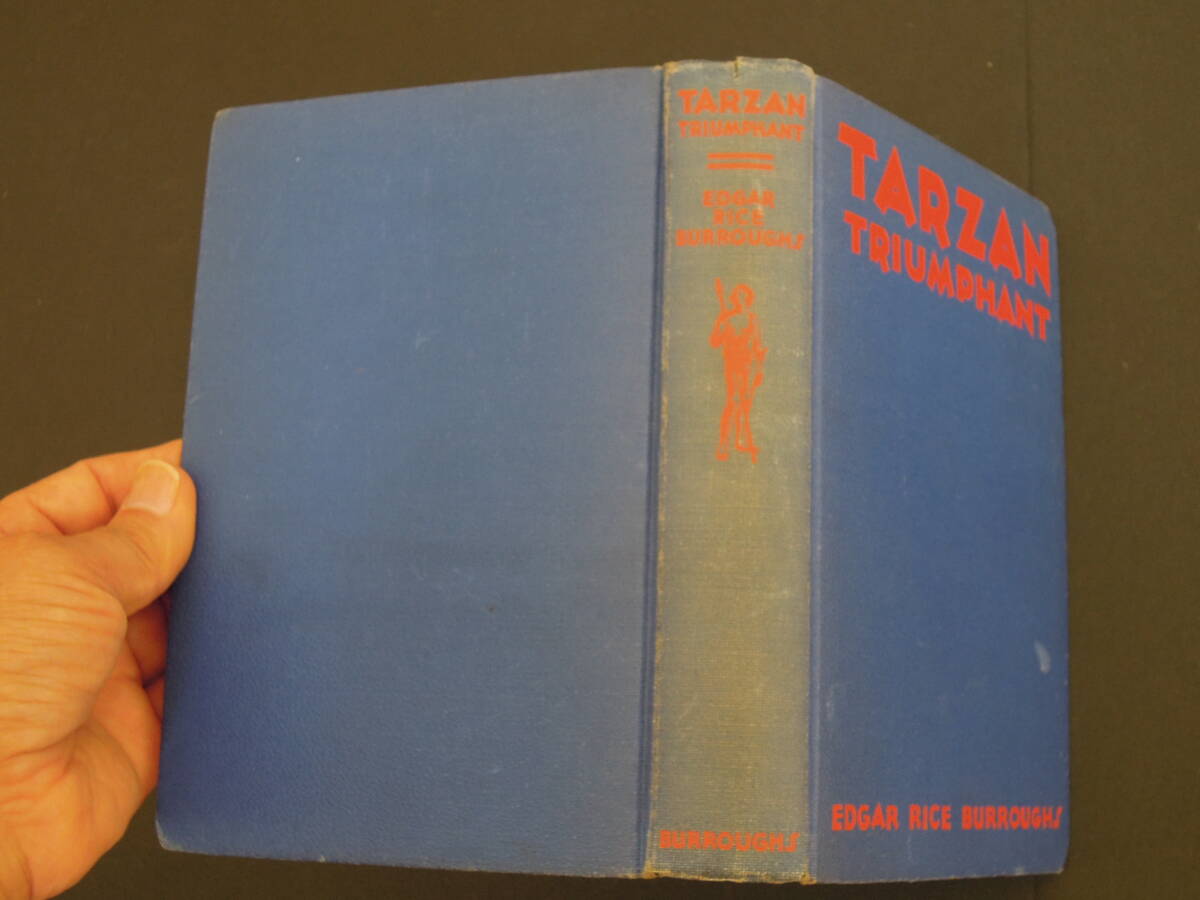 TARZAN
TRIUMPHANT
EDGAR
RICE
BURROUGHS
BURROUGHS
TARZAN
TRIUMPHANT
EDGAR RICE BURROUGHS